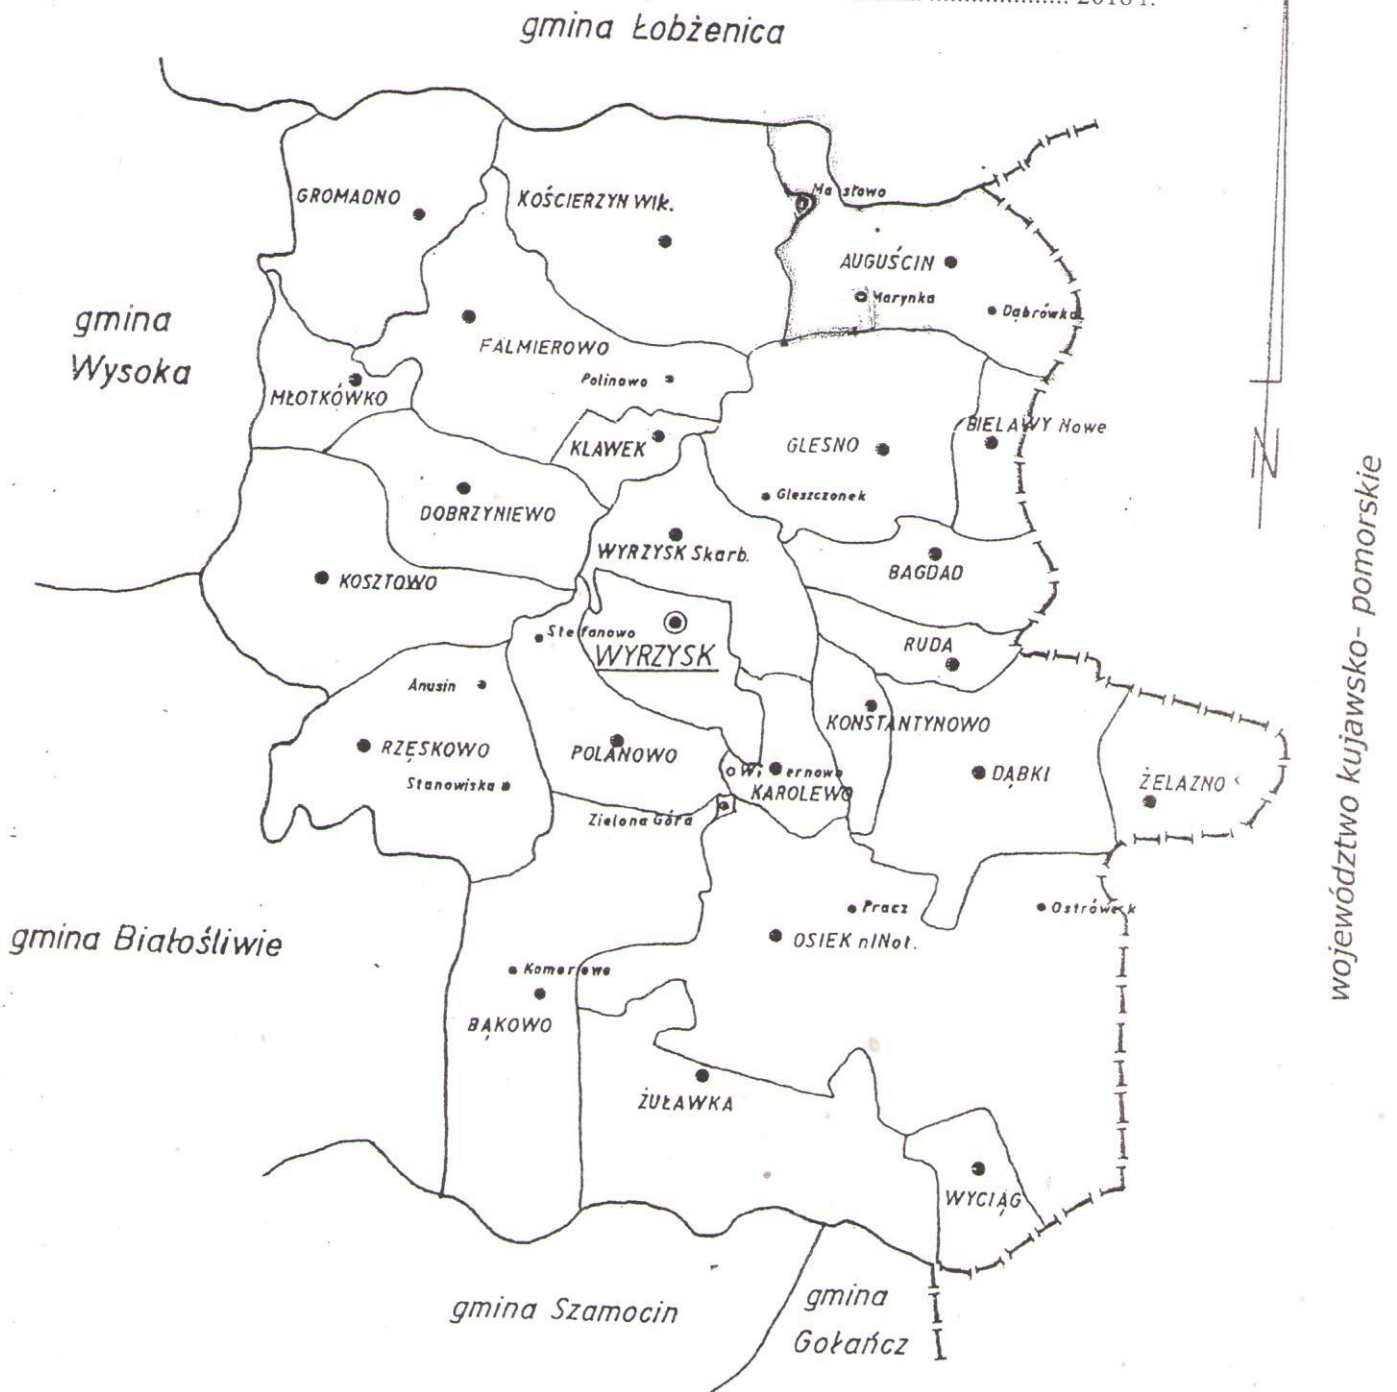 2018 r.
gmina Łobżenica
GROMADNO
KOŚCIERZYN Wlk.
AUGUŚCIN
Marynka
Dąbrówka
gmina
Wysoka
FALMIEROWO
Polinowo
MŁOTKÓWKO
KLAWEK
GLESNO
BIELAWY Nowe
Gleszczonek
N
DOBRZYNIEWO
WYRZYSK Skarb.
BAGDAD
KOSZTOWO
Stefanowo
WYRZYSK
RUDA
Anusin
KONSTANTYNOWO
RZĘSKOWO
POLANOWO
Stanowiska
KAROLEWO
DĄBKI
ŻELAZNO
Zielona Góra
województwo kujawsko- pomorskie
Pracz
Ostrówek
OSIEK n/Not.
gmina Białośliwie
Komorowo
BĄKOWO
ŻUŁAWKA
WYCIĄG
gmina Szamocin
gmina
Gołańcz